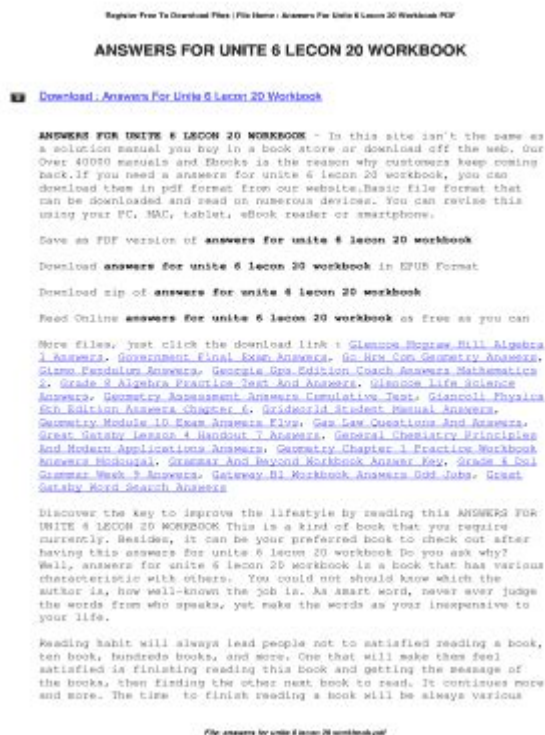 Register Free To Download Files | File Name : Answers For Unite 6 Lecon 20 Workbook PDF
ANSWERS FOR UNITE 6 LECON 20 WORKBOOK
Download : Answers For Unite 6 Lecon 20 Workbook
ANSWERS FOR UNITE 6 LECON 20 WORKBOOK - In this site isn't the same as
a solution manual you buy in a book store or download off the web. Our
Over 40000 manuals and Ebooks is the reason why customers keep coming
back.If you need a answers for unite 6 lecon 20 workbook, you can
download them in pdf format from our website.Basic file format that
can be downloaded and read on numerous devices. You can revise this
using your PC, MAC, tablet, eBook reader or smartphone.
Save as PDF version of answers for unite 6 lecon 20 workbook
Download answers for unite 6 lecon 20 workbook in EPUB Format
Download zip of answers for unite 6 lecon 20 workbook
Read Online answers for unite 6 lecon 20 workbook as free as you can
More files, just click the download link : Glencoe Mcgraw Hill Algebra
1 Answers, Government Final Exam Answers, Go Hrw Com Geometry Answers,
Gizmo Pendulum Answers, Georgia Gps Edition Coach Answers Mathematics
2, Grade 8 Algebra Practice Test And Answers, Glencoe Life Science
Answers, Geometry Assessment Answers Cumulative Test, Giancoli Physics
6th Edition Answers Chapter 6, Gridworld Student Manual Answers,
Geometry Module 10 Exam Answers Flvs, Gas Law Questions And Answers,
Great Gatsby Lesson 4 Handout 7 Answers, General Chemistry Principles
And Modern Applications Answers, Geometry Chapter 1 Practice Workbook
Answers Mcdougal, Grammar And Beyond Workbook Answer Key, Grade 6 Dol
Grammar Week 9 Answers, Gateway B1 Workbook Answers Odd Jobs, Great
Gatsby Word Search Answers
Discover the key to improve the lifestyle by reading this ANSWERS FOR
UNITE 6 LECON 20 WORKBOOK This is a kind of book that you require
currently. Besides, it can be your preferred book to check out after
having this answers for unite 6 lecon 20 workbook Do you ask why?
Well, answers for unite 6 lecon 20 workbook is a book that has various
characteristic with others. You could not should know which the
author is, how well-known the job is. As smart word, never ever judge
the words from who speaks, yet make the words as your inexpensive to
your life.
Reading habit will always lead people not to satisfied reading a book,
ten book, hundreds books, and more. One that will make them feel
satisfied is finishing reading this book and getting the message of
the books, then finding the other next book to read. It continues more
and more. The time to finish reading a book will be always various
File: answers for unite 6 lecon 20 workbook.pdf